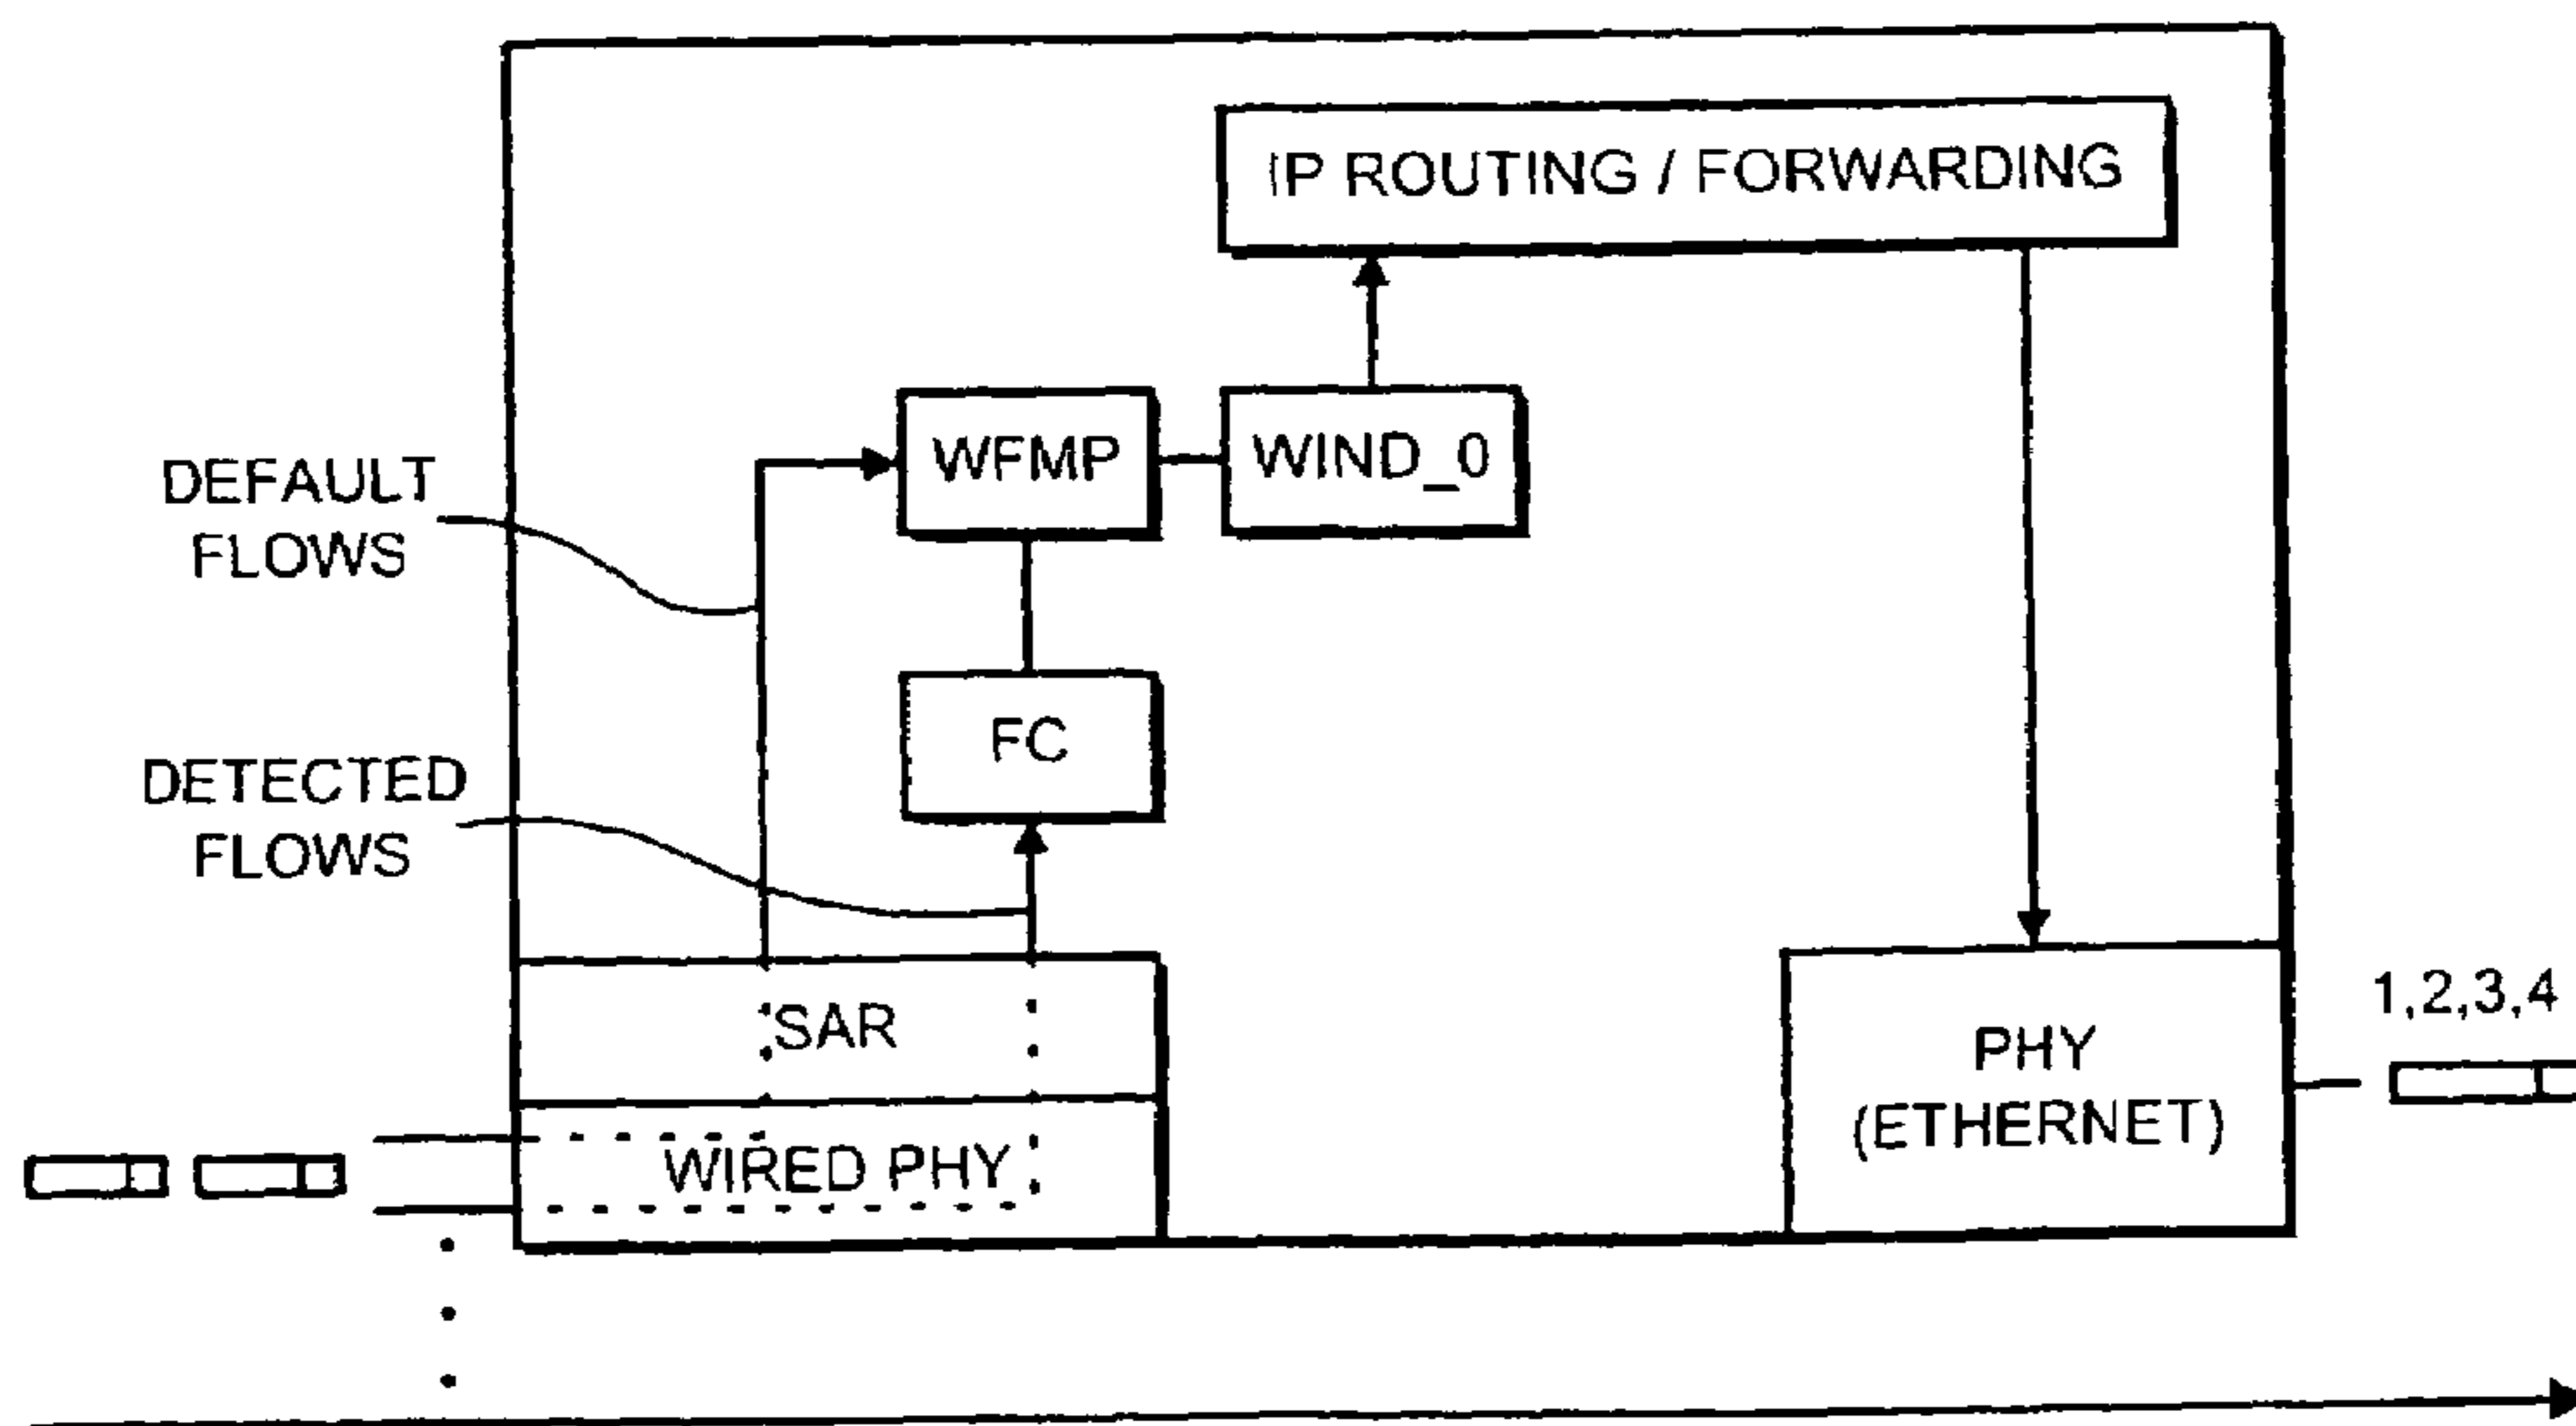 IP ROUTING / FORWARDING
WFMP
WIND_0
DEFAULT
FLOWS
FC
DETECTED
FLOWS
SAR
WIRED PHY
PHY
(ETHERNET)
1,2,3,4